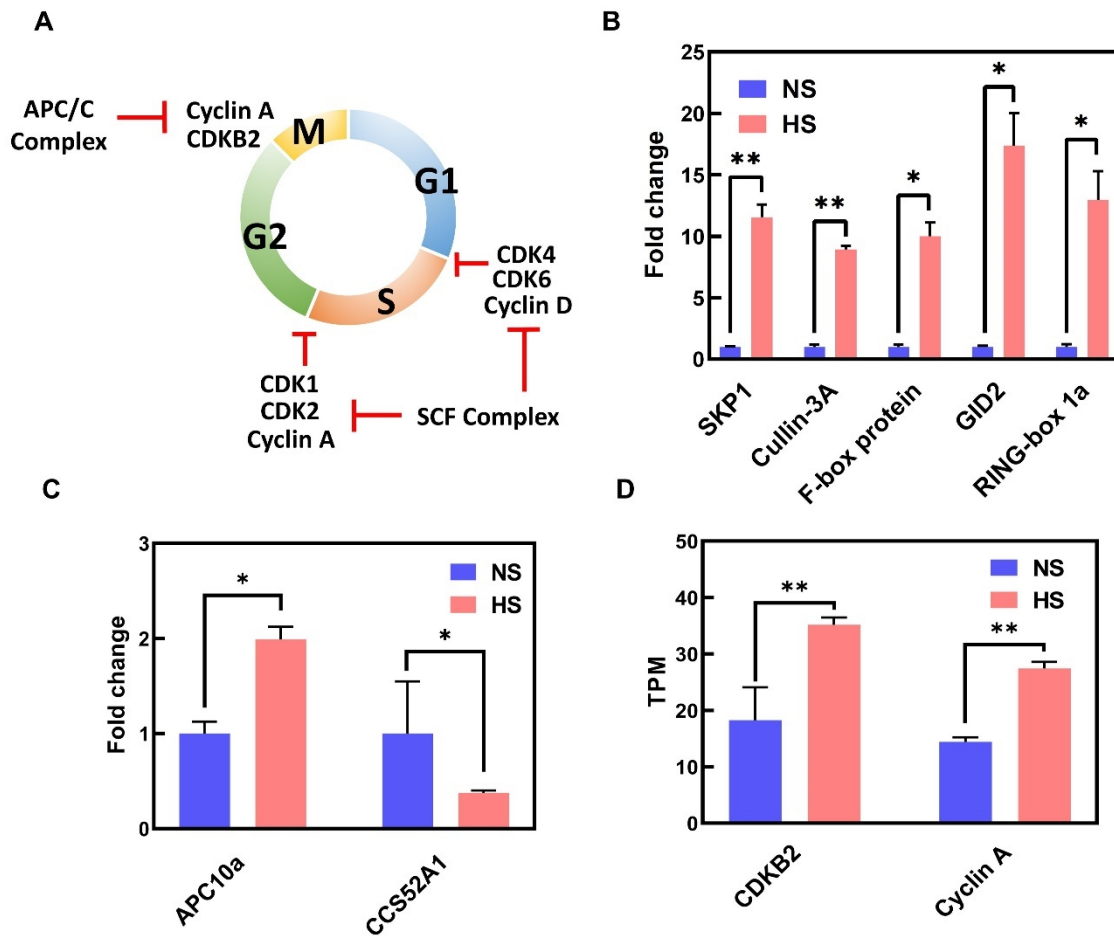 A
APC/C
Complex
Cyclin A
CDKB2
M
G1
G2
S
CDK4
CDK6
Cyclin D
CDK1
CDK2
Cyclin A
SCF Complex
B
Fold change
25
20
15
10
5
0
NS
HS
**
**
*
*
*
SKP1
Cullin-3A
F-box protein
GID2
RING-box 1a
C
Fold change
3
2
1
0
NS
HS
*
*
APC10a
CCS52A1
D
TPM
50
40
30
20
10
0
NS
HS
**
**
CDKB2
Cyclin A